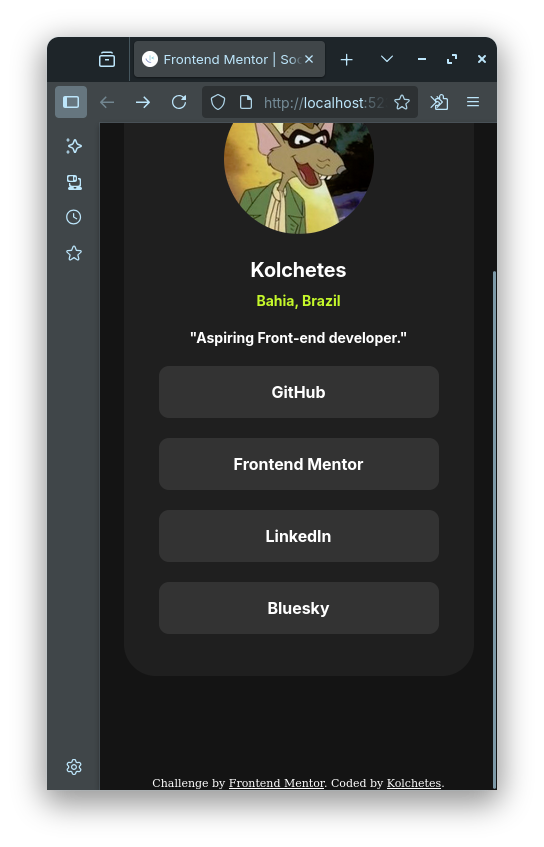 Frontend Mentor | Soc
http://localhost:52
Kolchetes
Bahia, Brazil
"Aspiring Front-end developer."
GitHub
Frontend Mentor
LinkedIn
Bluesky
Challenge by Frontend Mentor. Coded by Kolchetes.